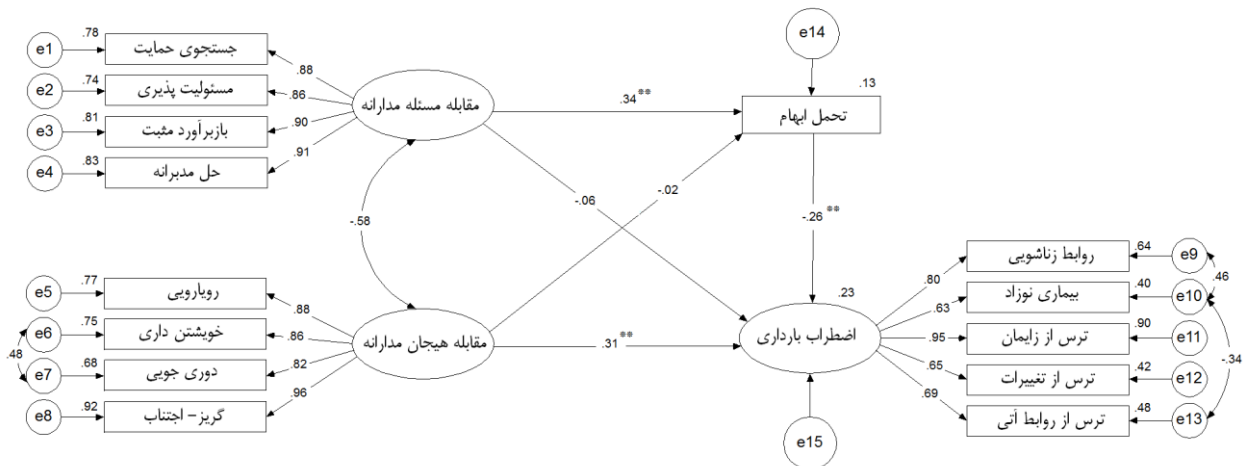 e14
.13
تحمل ابهام
e1
.78
جستجوی حمایت
e2
.74
مسئولیت پذیری
e3
.81
بازبرآورد مثبت
e4
.83
حل مدبرانه
.88
.86
.90
.91
مقابله مسئله مدارانه
.34**
-.06
-.02
-.26**
-.58
e5
.77
رویارویی
e6
.75
خویشتن داری
e7
.68
دوری جویی
e8
.92
گریز- اجتناب
.48
.88
.86
.82
.96
مقابله هیجان مدارانه
.31**
.23
اضطراب بارداری
e15
.80
.63
.95
.65
.69
روابط زناشویی
.64
e9
بیماری نوزاد
.40
e10
ترس از زایمان
.90
e11
ترس از تغییرات
.42
e12
ترس از روابط آتی
.48
e13
.46
-.34